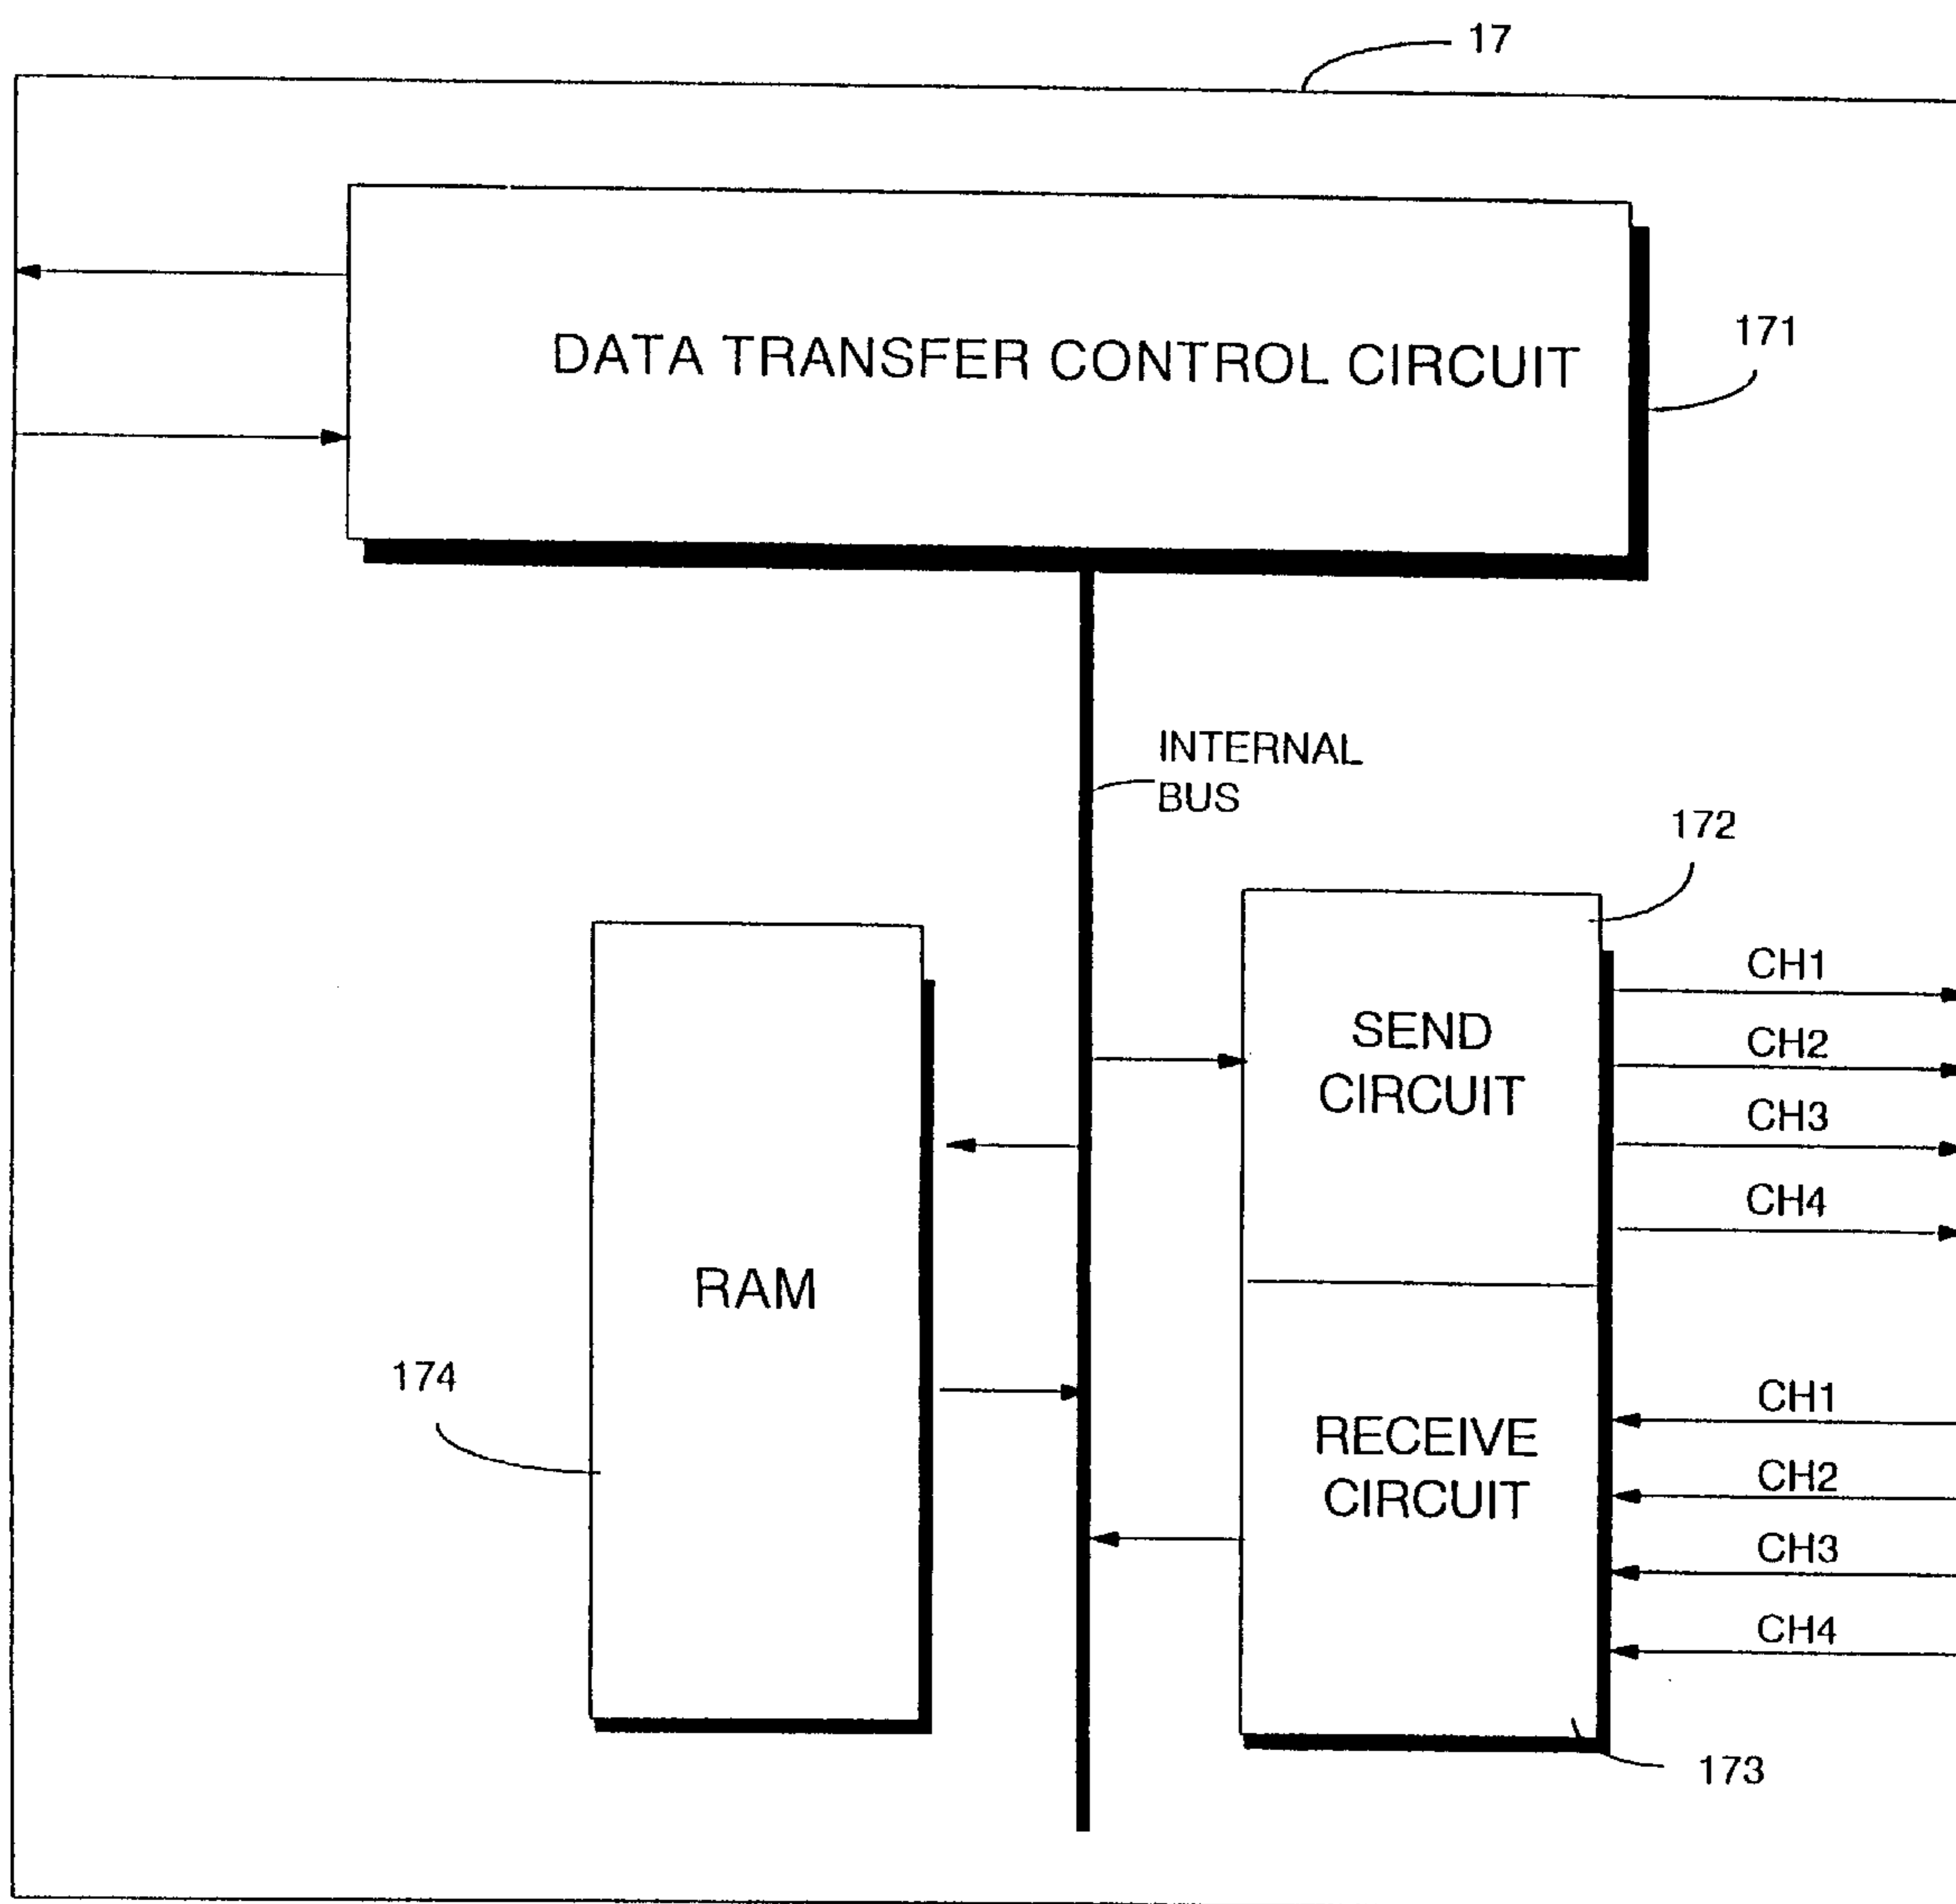 17
DATA TRANSFER CONTROL CIRCUIT
171
INTERNAL
BUS
172
CH1
SEND
CIRCUIT
CH2
CH3
CH4
RAM
174
CH1
RECEIVE
CIRCUIT
CH2
CH3
CH4
173